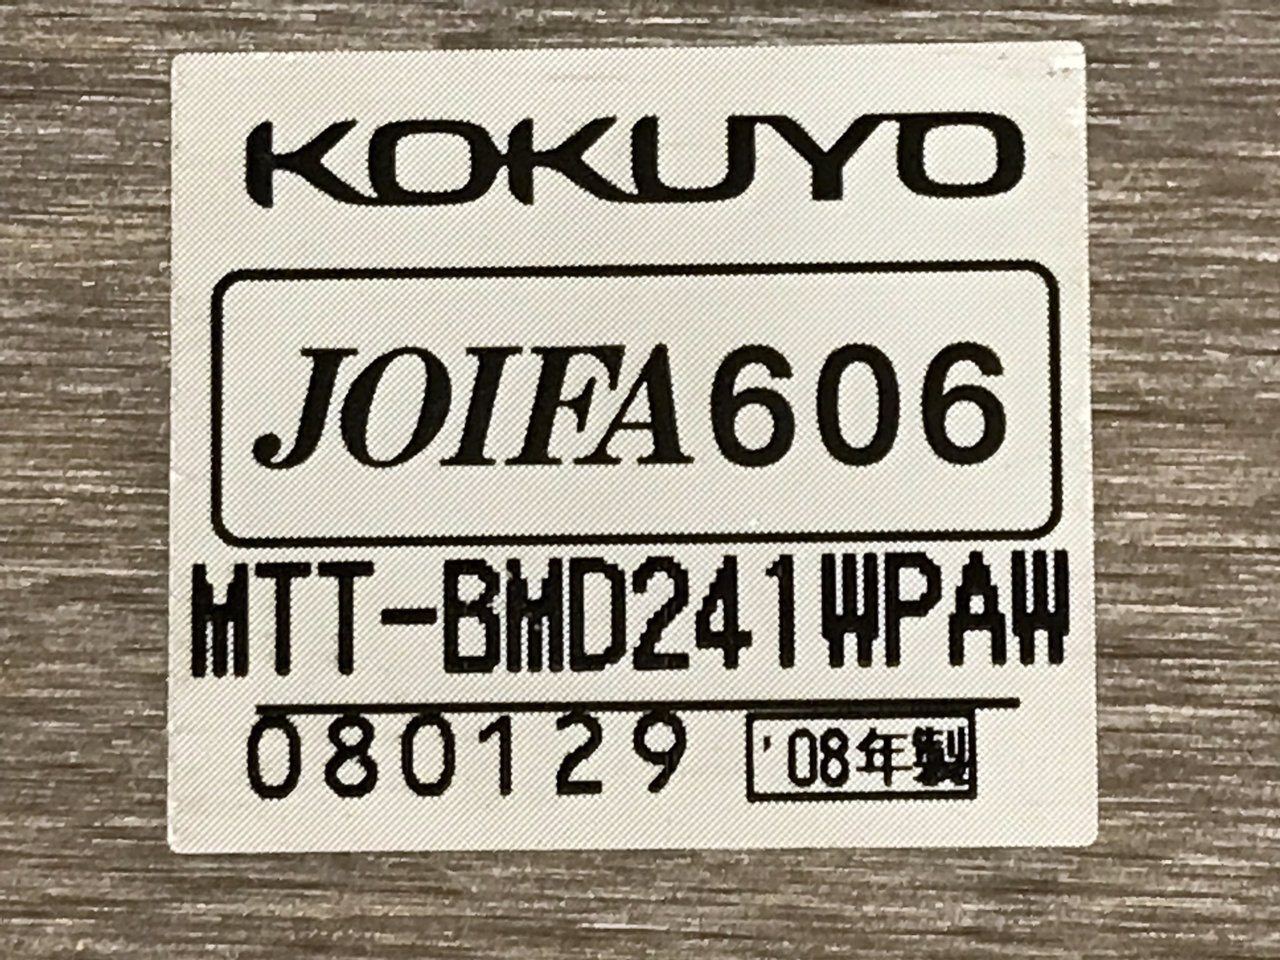 KOKUYO
JOIFA606
MTT-BMD241WPAW
080129 '08年製